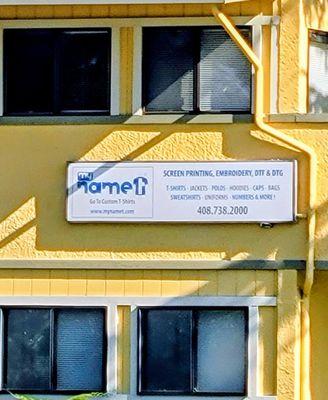 my
name
Go To Custom T-Shirts
www.mynamet.com
SCREEN PRINTING, EMBROIDERY, DTF & DTG
T-SHIRTS - JACKETS - POLOS - HOODIES - CAPS - BAGS
SWEATSHIRTS - UNIFORMS - NUMBERS & MORE !
408.738.2000